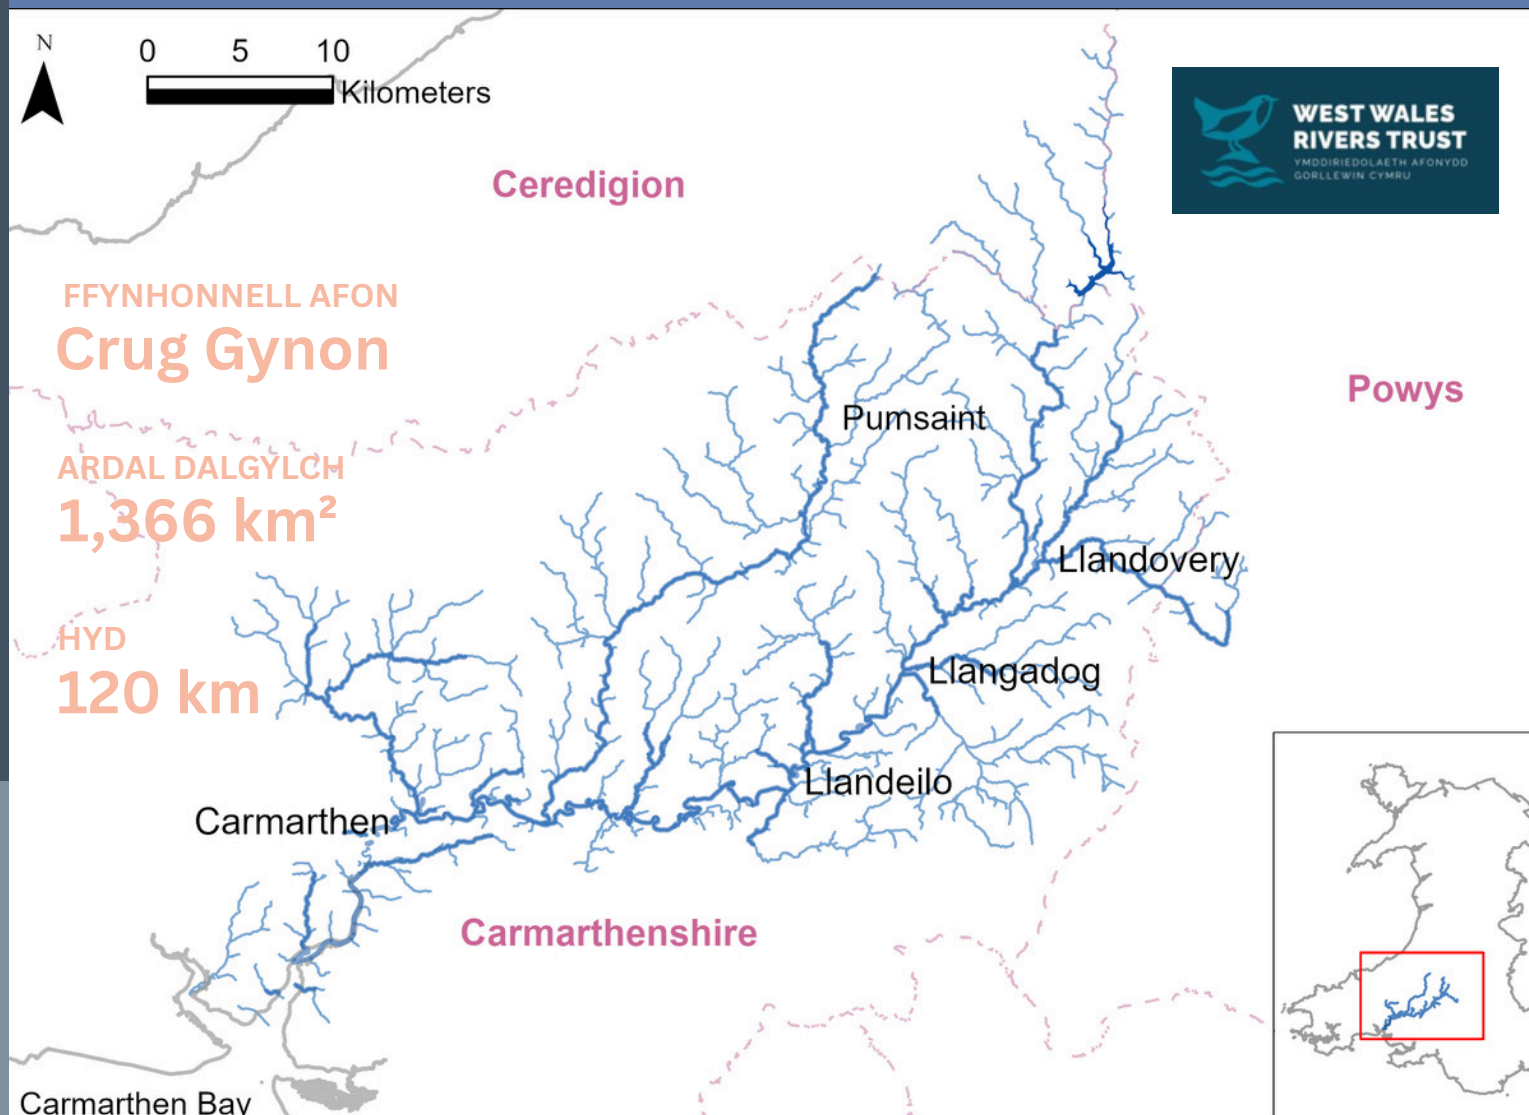 N
0 5 10
Kilometers
WEST WALES
RIVERS TRUST
YMDDIRIEDOLAETH AFONYDD
GORLLEWIN CYMRU
Ceredigion
FFYNHONNELL AFON
Crug Gynon
Powys
Pumsaint
ARDAL DALGYLCH
1,366 km²
Llandovery
HYD
120 km
Llangadog
Llandeilo
Carmarthen
Carmarthenshire
Carmarthen Bay